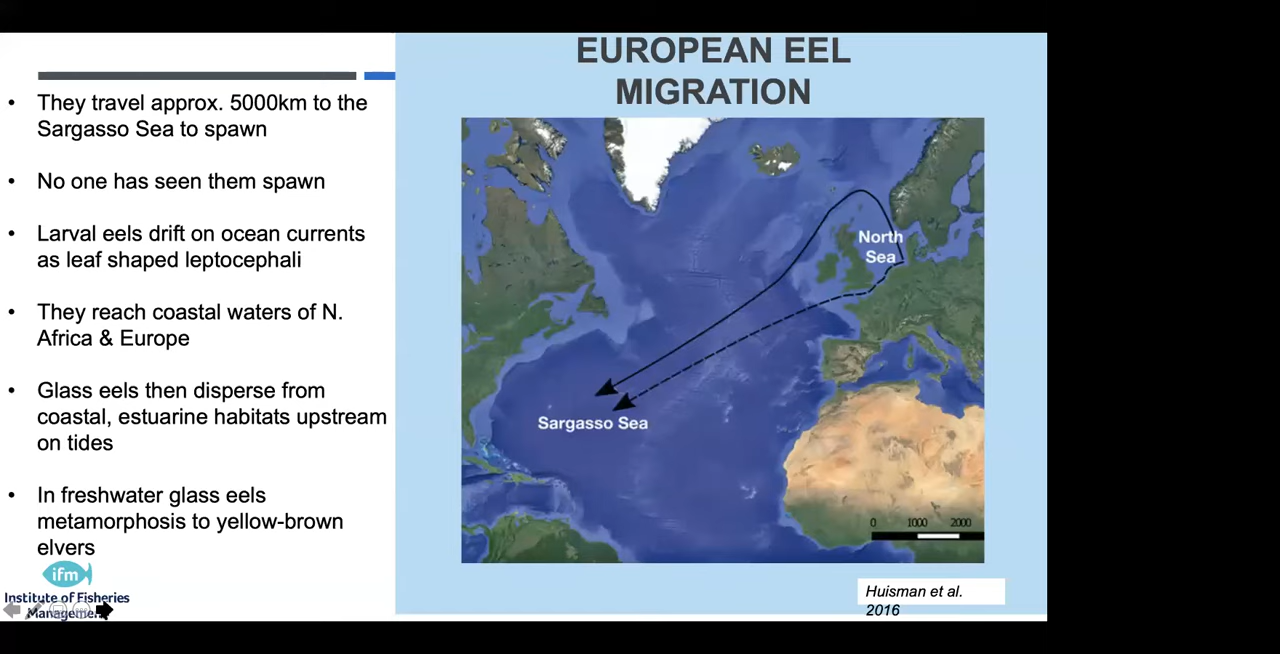 EUROPEAN EEL
MIGRATION
• They travel approx. 5000km to the
Sargasso Sea to spawn
• No one has seen them spawn
• Larval eels drift on ocean currents
as leaf shaped leptocephali
• They reach coastal waters of N.
Africa & Europe
• Glass eels then disperse from
coastal, estuarine habitats upstream
on tides
• In freshwater glass eels
metamorphosis to yellow-brown
elvers
ifm
Institute of Fisheries
Management
North
Sea
Sargasso Sea
0 1000 2000
Huisman et al.
2016